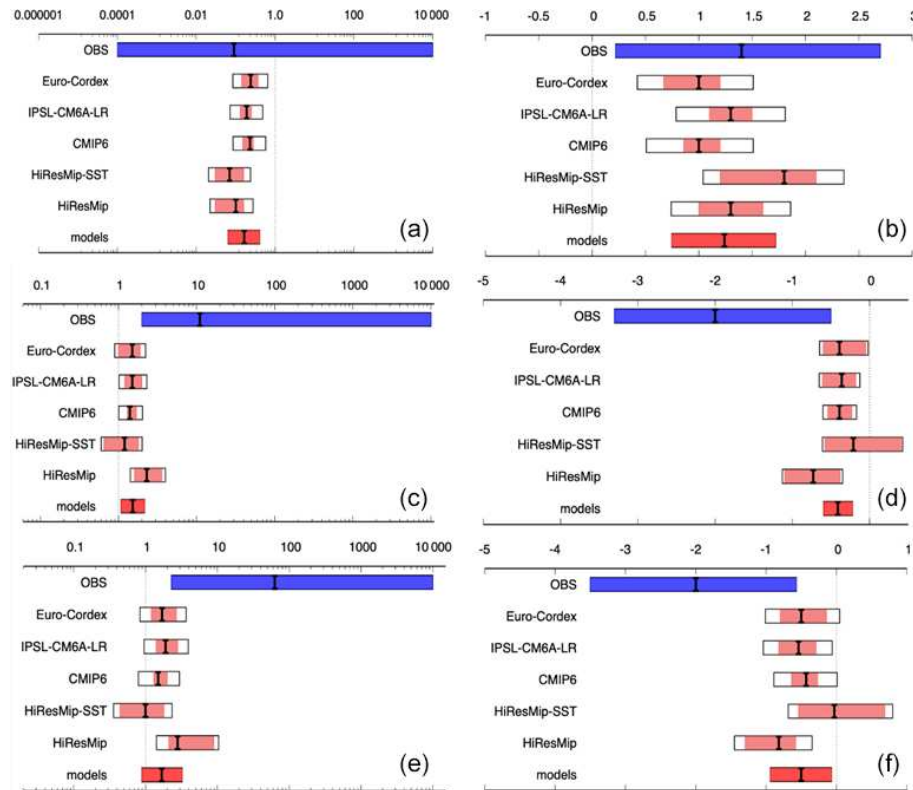 0.000001 0.0001 0.01 1.0 100 10 000
OBS
Euro-Cordex
IPSL-CM6A-LR
CMIP6
HiResMip-SST
HiResMip
models
(a)
-1 -0.5 0 0.5 1 1.5 2 2.5 3
OBS
Euro-Cordex
IPSL-CM6A-LR
CMIP6
HiResMip-SST
HiResMip
models
(b)
0.1 1 10 100 1000 10 000
OBS
Euro-Cordex
IPSL-CM6A-LR
CMIP6
HiResMip-SST
HiResMip
models
(c)
-5 -4 -3 -2 -1 0
OBS
Euro-Cordex
IPSL-CM6A-LR
CMIP6
HiResMip-SST
HiResMip
models
(d)
0.1 1 10 100 1000 10 000
OBS
Euro-Cordex
IPSL-CM6A-LR
CMIP6
HiResMip-SST
HiResMip
models
(e)
-5 -4 -3 -2 -1 0 1
OBS
Euro-Cordex
IPSL-CM6A-LR
CMIP6
HiResMip-SST
HiResMip
models
(f)